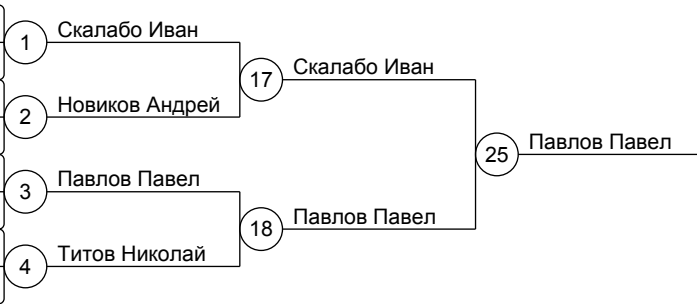 1 Скалабо Иван
17 Скалабо Иван
2 Новиков Андрей
25 Павлов Павел
3 Павлов Павел
18 Павлов Павел
4 Титов Николай